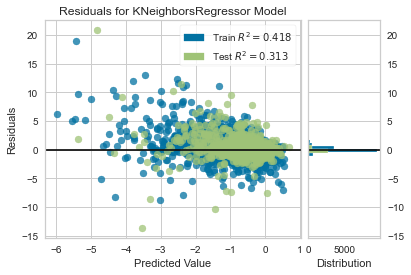 Residuals for KNeighborsRegressor Model
Train R² = 0.418
Test R² = 0.313
Residuals
20
15
10
5
0
−5
−10
−15
20
15
10
5
0
−5
−10
−15
−6 −5 −4 −3 −2 −1 0 1
0 5000
Predicted Value
Distribution